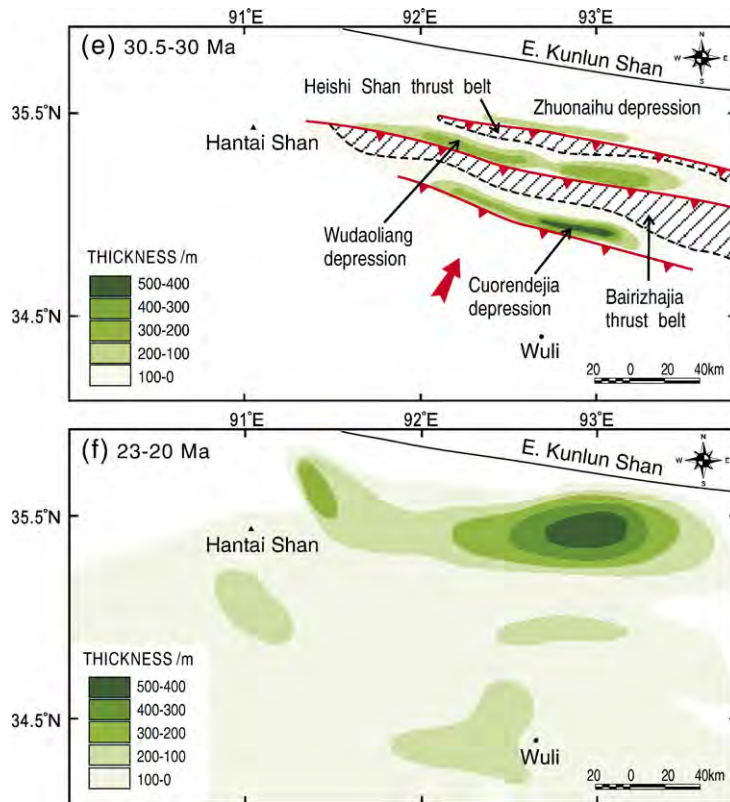 91°E 92°E 93°E
(e) 30.5-30 Ma
E. Kunlun Shan
N
W E
S
Heishi Shan thrust belt
Zhuonaihu depression
35.5°N
Hantai Shan
Wudaoliang
depression
Cuorendejia
depression
Bairizhajia
thrust belt
THICKNESS /m
500-400
400-300
300-200
200-100
100-0
34.5°N
Wuli
20 0 20 40km
91°E 92°E 93°E
(f) 23-20 Ma
E. Kunlun Shan
N
W E
S
35.5°N
Hantai Shan
THICKNESS /m
500-400
400-300
300-200
200-100
100-0
34.5°N
Wuli
20 0 20 40km